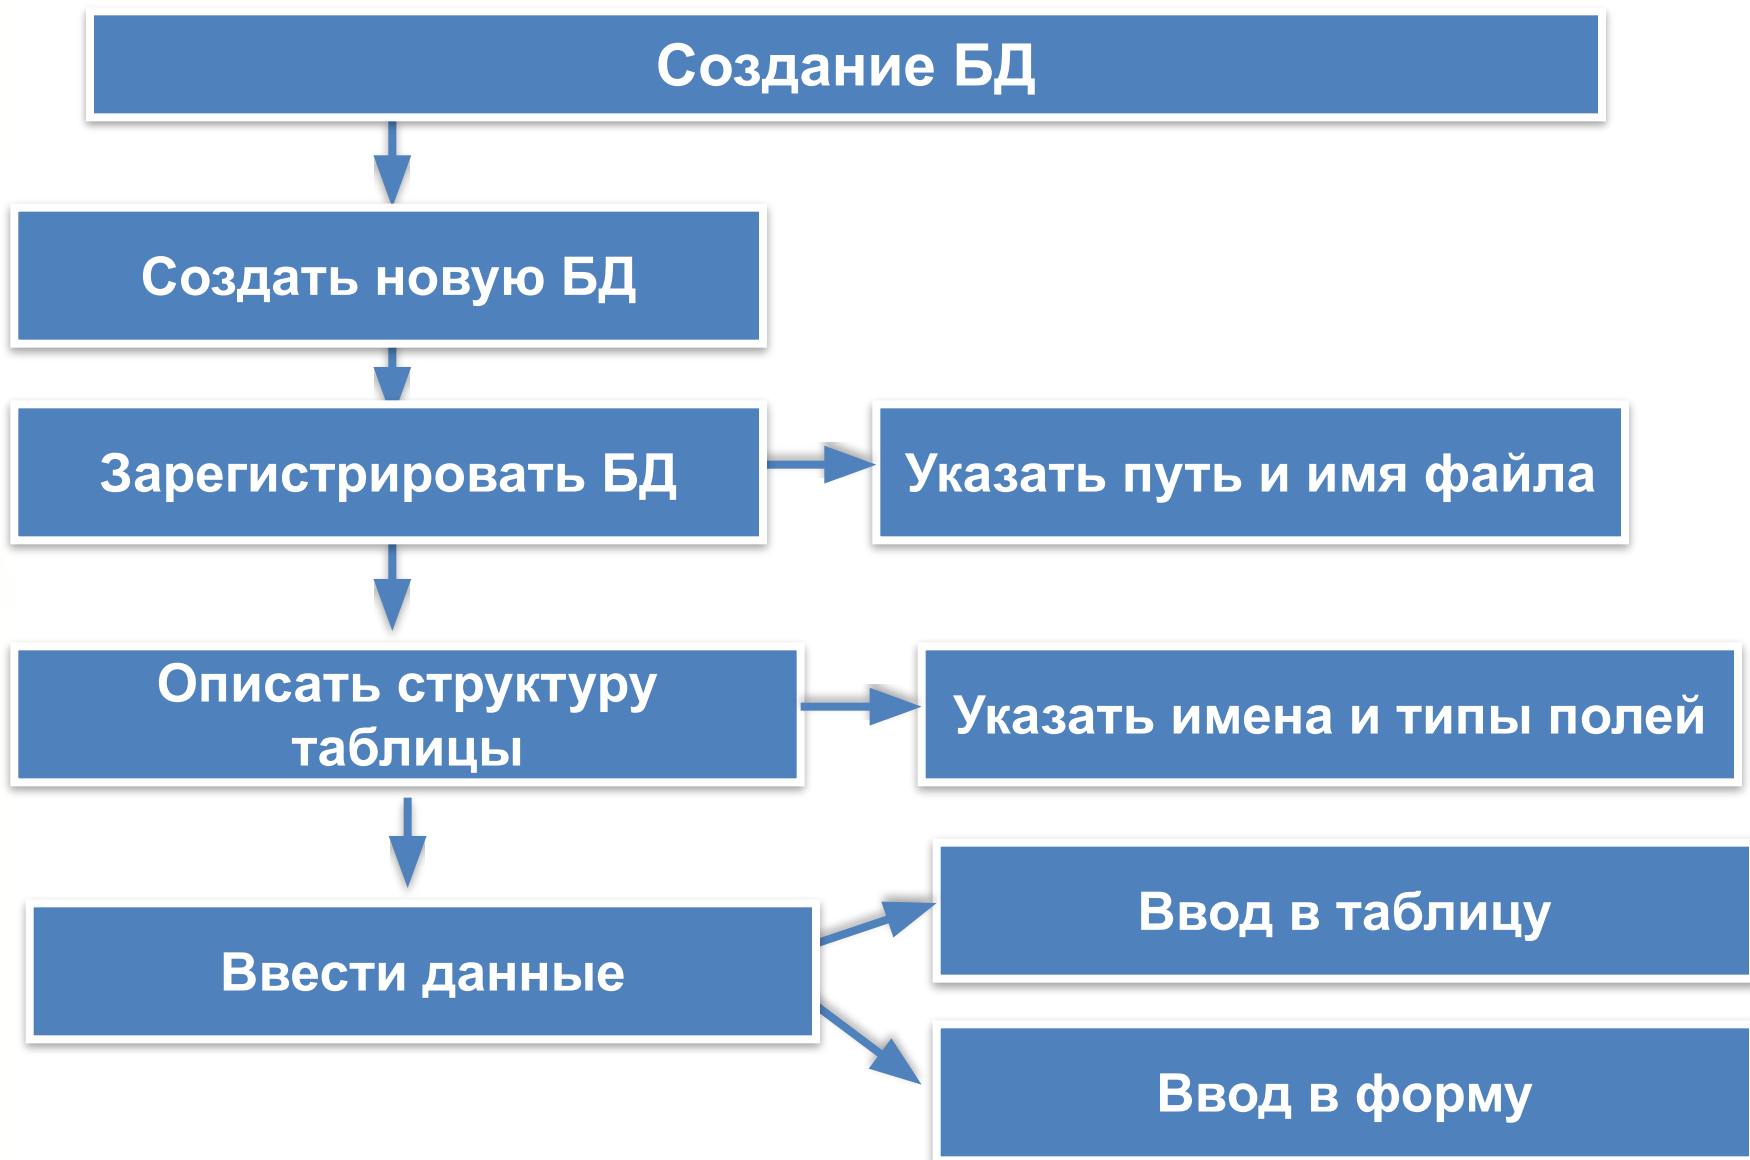 Создание БД
Создать новую БД
Зарегистрировать БД
Указать путь и имя файла
Описать структуру
таблицы
Указать имена и типы полей
Ввести данные
Ввод в таблицу
Ввод в форму